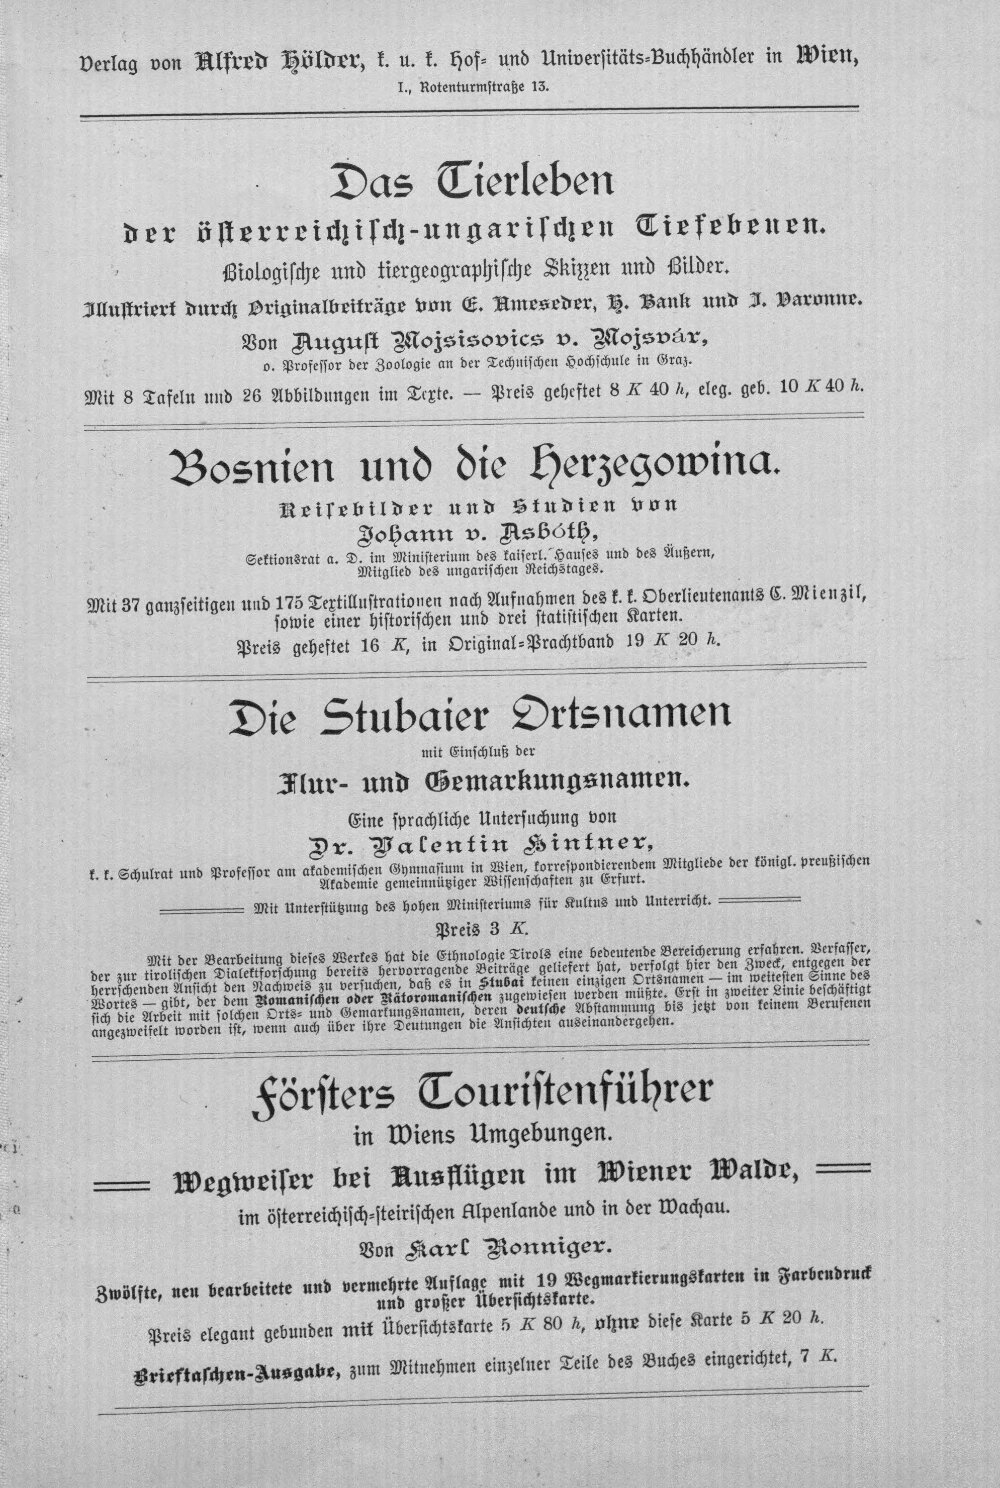 Verlag von Alfred Hölder, k. u. k. Hof- und Universitäts-Buchhändler in Wien,
I., Rotenturmstraße 13.
Das Tierleben
der österreichisch-ungarischen Tiefebenen.
Biologische und tiergeographische Skizzen und Bilder.
Illustriert durch Originalbeiträge von E. Ameseder, H. Bank und J. Varonne.
Von August Mojsisovics v. Mojsvár,
o. Professor der Zoologie an der Technischen Hochschule in Graz.
Mit 8 Tafeln und 26 Abbildungen im Texte. — Preis geheftet 8 K 40 h, eleg. geb. 10 K 40 h.
Bosnien und die Herzegowina.
Reisebilder und Studien von
Johann v. Asbóth,
Sektionsrat a. D. im Ministerium des kaiserl. Hauses und des Äußern,
Mitglied des ungarischen Reichstages.
Mit 37 ganzseitigen und 175 Textillustrationen nach Aufnahmen des k. k. Oberlieutenants C. Mienzil,
sowie einer historischen und drei statistischen Karten.
Preis geheftet 16 K, in Original-Prachtband 19 K 20 h.
Die Stubaier Ortsnamen
mit Einschluß der
Flur- und Gemarkungsnamen.
Eine sprachliche Untersuchung von
Dr. Valentin Hintner,
k. k. Schulrat und Professor am akademischen Gymnasium in Wien, korrespondierendem Mitgliede der königl. preußischen
Akademie gemeinnütziger Wissenschaften zu Erfurt.
Mit Unterstützung des hohen Ministeriums für Kultus und Unterricht.
Preis 3 K.
Mit der Bearbeitung dieses Werkes hat die Ethnologie Tirols eine bedeutende Bereicherung erfahren. Verfasser,
der zur tirolischen Dialektforschung bereits hervorragende Beiträge geliefert hat, verfolgt hier den Zweck, entgegen der
herrschenden Ansicht den Nachweis zu versuchen, daß es in Stubai keinen einzigen Ortsnamen — im weitesten Sinne des
Wortes — gibt, der dem Romanischen oder Rätoromanischen zugewiesen werden müßte. Erst in zweiter Linie beschäftigt
sich die Arbeit mit solchen Orts- und Gemarkungsnamen, deren deutsche Abstammung bis jetzt von keinem Berufenen
angezweifelt worden ist, wenn auch über ihre Deutungen die Ansichten auseinandergehen.
Försters Touristenführer
in Wiens Umgebungen.
Wegweiser bei Ausflügen im Wiener Walde,
im österreichisch-steirischen Alpenlande und in der Wachau.
Von Karl Ronniger.
Zwölfte, neu bearbeitete und vermehrte Auflage mit 19 Wegmarkierungskarten in Farbendruck
und großer Übersichtskarte.
Preis elegant gebunden mit Übersichtskarte 5 K 80 h, ohne diese Karte 5 K 20 h.
Brieftaschen-Ausgabe, zum Mitnehmen einzelner Teile des Buches eingerichtet, 7 K.